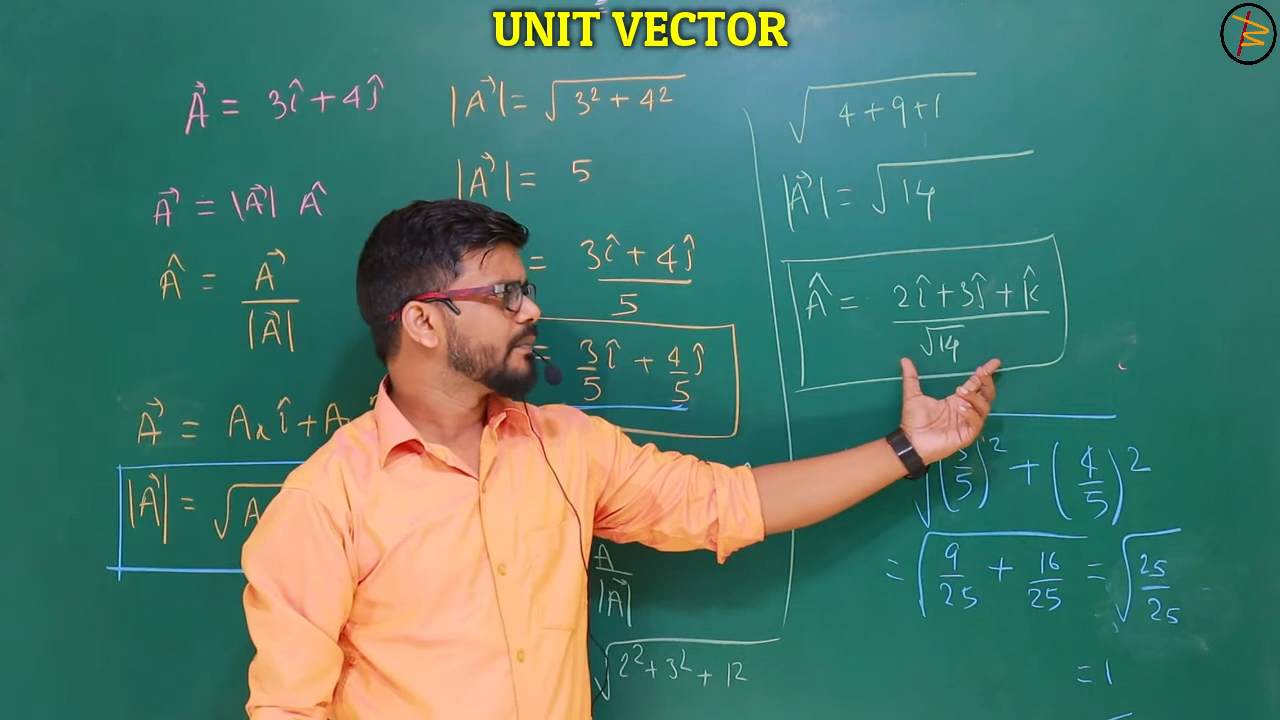 UNIT VECTOR
A⃗ = 3î + 4ĵ
A⃗ = |A⃗| Â
Â = A⃗ / |A⃗|
A⃗ = Aₓ î + A
|A⃗| = √A
|A⃗| = √(3² + 4²)
|A⃗| = 5
= (3î + 4ĵ) / 5
= 3/5 î + 4/5 ĵ
A / |A⃗|
√(2² + 3² + 12
√(4 + 9 + 1)
|A⃗| = √14
Â = (2î + 3ĵ + k̂) / √14
√(3/5)² + (4/5)²
= √(9/25 + 16/25) = √(25/25)
= 1